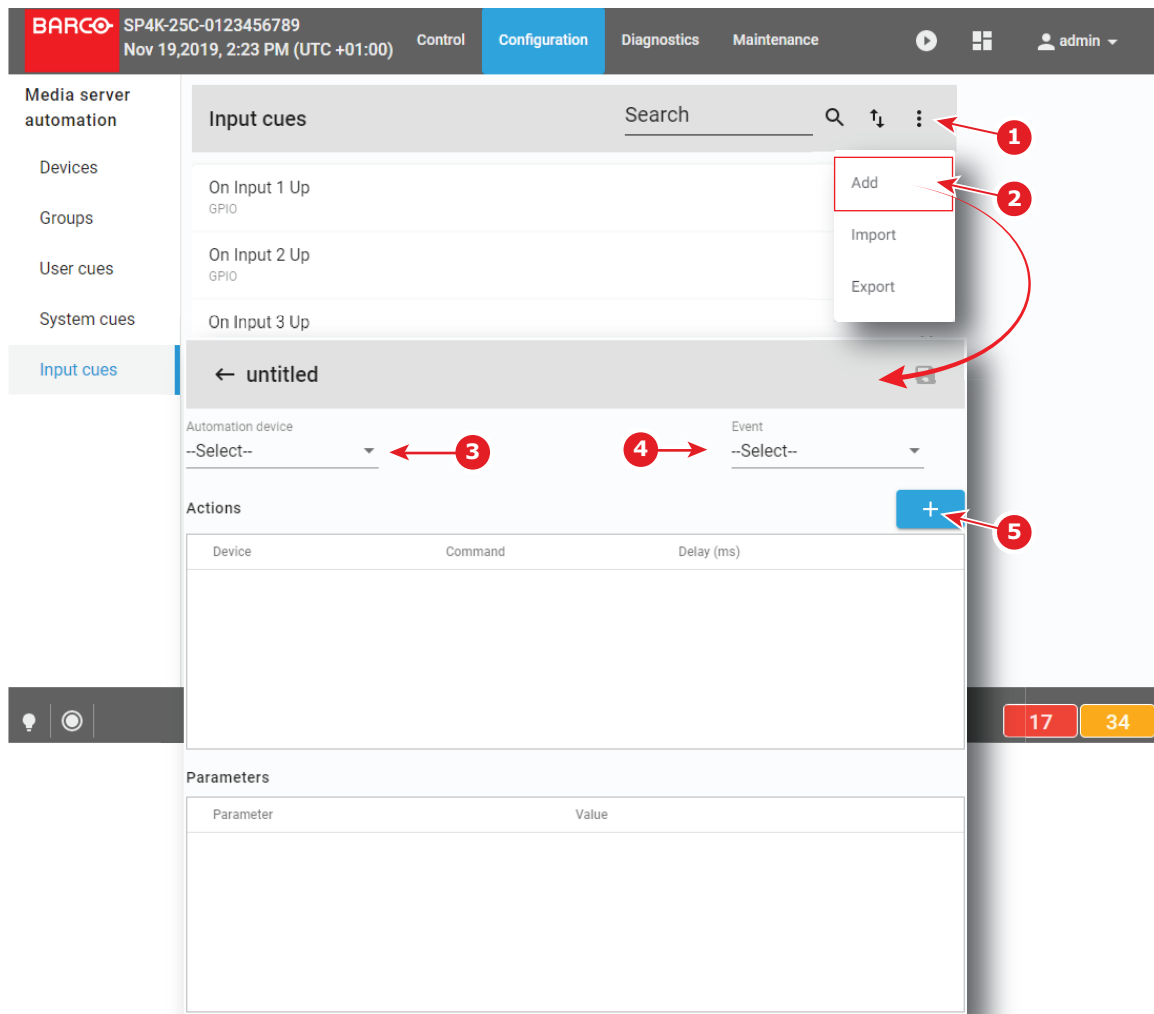 BARCO
SP4K-25C-0123456789
Nov 19,2019, 2:23 PM (UTC +01:00)
Control
Configuration
Diagnostics
Maintenance
admin
Media server
automation
Devices
Groups
User cues
System cues
Input cues
Input cues
Search
1
On Input 1 Up
GPIO
On Input 2 Up
GPIO
On Input 3 Up
Add
2
Import
Export
untitled
Automation device
--Select--
3
4
Event
--Select--
Actions
+
5
Device
Command
Delay (ms)
17
34
Parameters
Parameter
Value